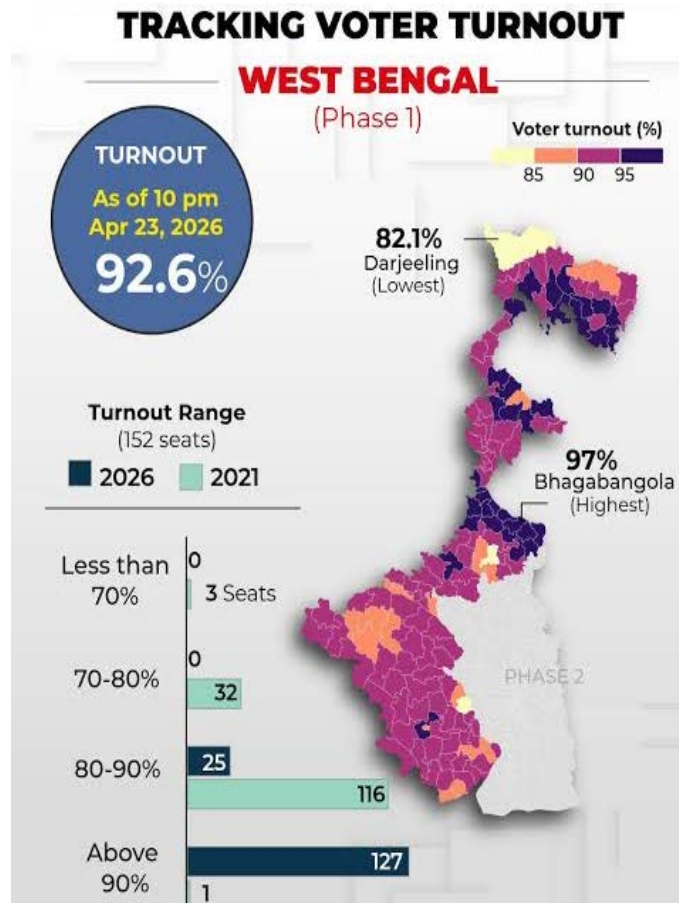 TRACKING VOTER TURNOUT
WEST BENGAL
(Phase 1)
TURNOUT
As of 10 pm
Apr 23, 2026
92.6%
Voter turnout (%)
85 90 95
82.1%
Darjeeling
(Lowest)
97%
Bhagabangola
(Highest)
PHASE 2
Turnout Range
(152 seats)
2026 2021
Less than
70%
0
3 Seats
70-80%
0
32
80-90%
25
116
Above
90%
127
1